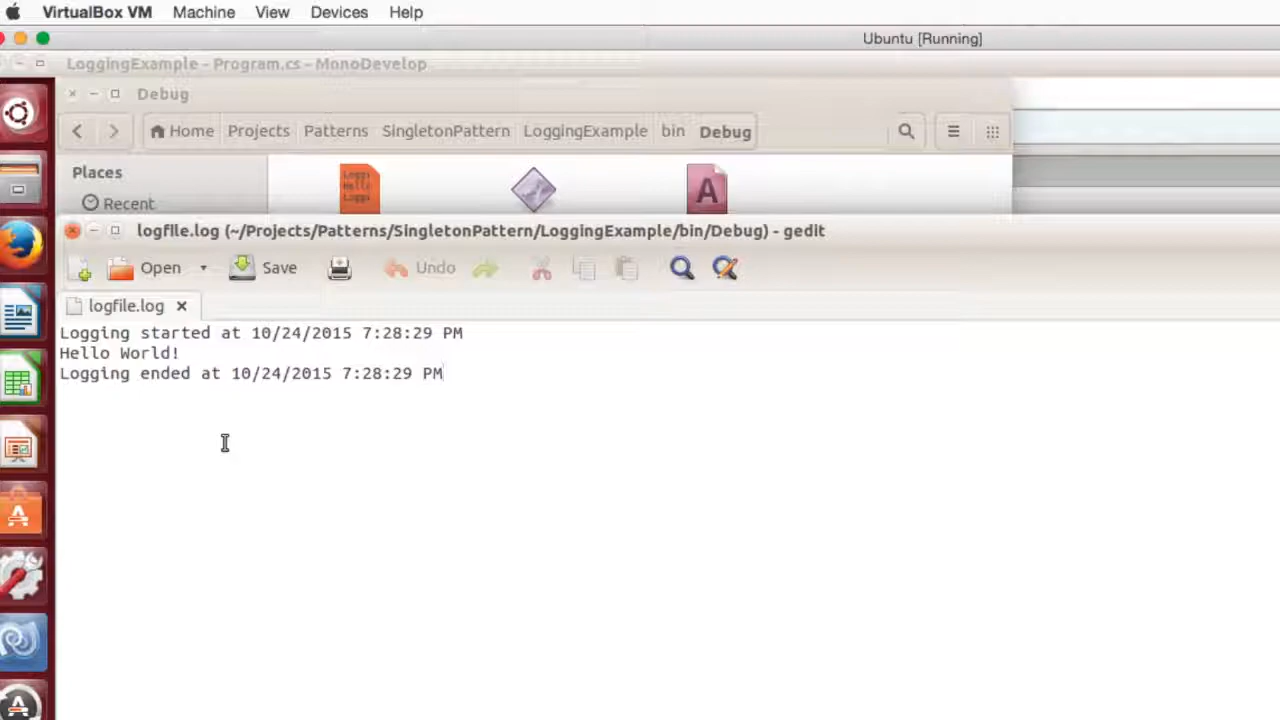 VirtualBox VM Machine View Devices Help
Ubuntu [Running]
LoggingExample - Program.cs - MonoDevelop
Debug
Home Projects Patterns SingletonPattern LoggingExample bin Debug
Places
Loggi
Hello
Loggi
A
Recent
logfile.log (~/Projects/Patterns/SingletonPattern/LoggingExample/bin/Debug) - gedit
Open Save Undo
logfile.log
Logging started at 10/24/2015 7:28:29 PM
Hello World!
Logging ended at 10/24/2015 7:28:29 PM